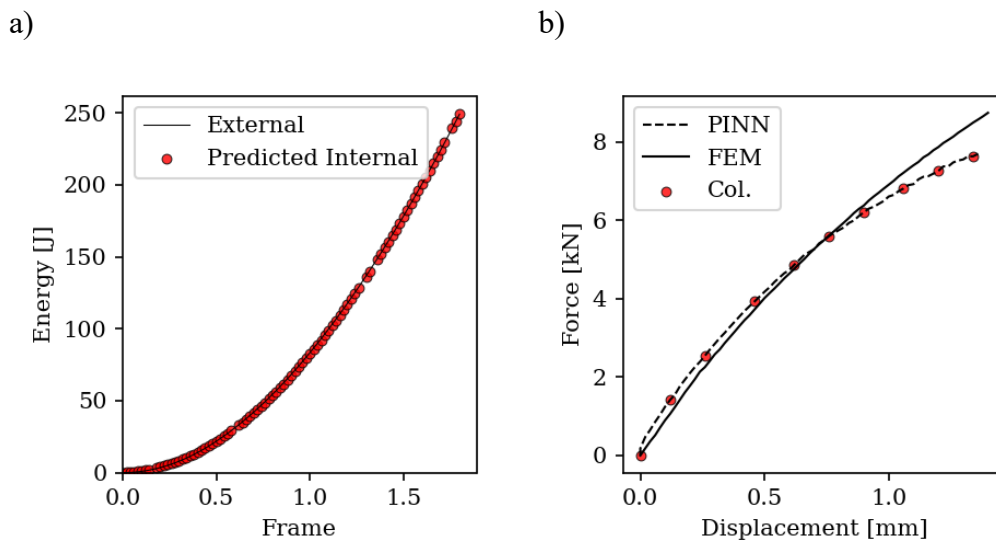 a)
b)
250
200
150
100
50
0
Energy [J]
External
Predicted Internal
0.0
0.5
1.0
1.5
Frame
8
6
4
2
0
Force [kN]
PINN
FEM
Col.
0.0
0.5
1.0
Displacement [mm]